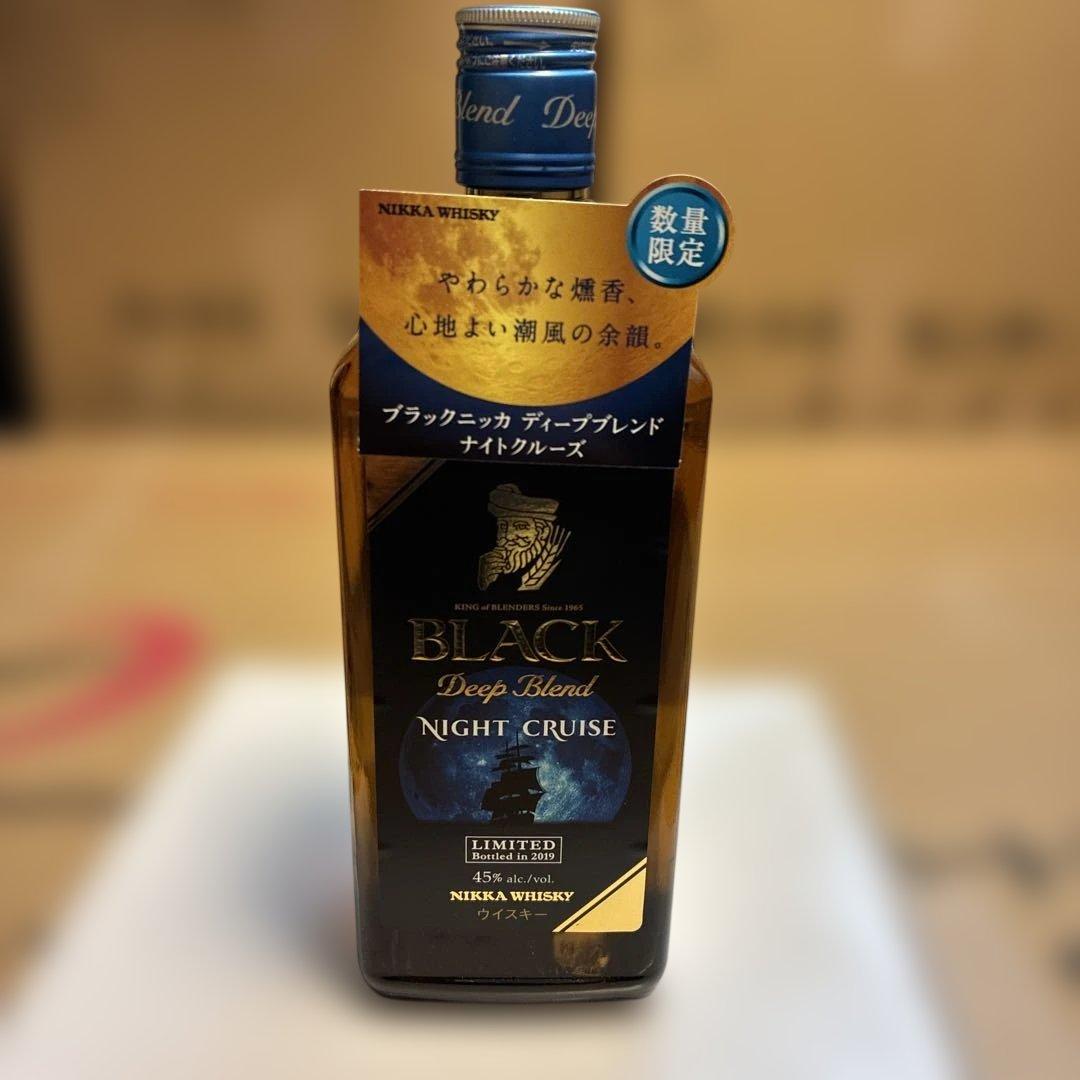 Blend Deep
NIKKA WHISKY
数量
限定
やわらかな燻香、
心地よい潮風の余韻。
ブラックニッカ ディープブレンド
ナイトクルーズ
KING of BLENDERS Since 1965
BLACK
Deep Blend
NIGHT CRUISE
LIMITED
Bottled in 2019
45% alc./vol.
NIKKA WHISKY
ウイスキー